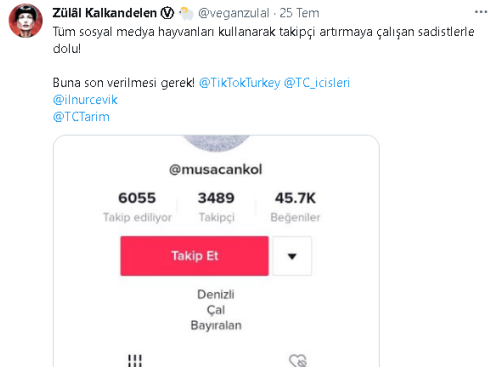 Zülâl Kalkandelen Ⓥ @veganzulal · 25 Tem
Tüm sosyal medya hayvanları kullanarak takipçi artırmaya çalışan sadistlerle
dolu!
Buna son verilmesi gerek! @TikTokTurkey @TC_icisleri
@ilnurcevik
@TCTarim
@musacankol
6055 3489 45.7K
Takip ediliyor Takipçi Beğeniler
Takip Et
Denizli
Çal
Bayıralan